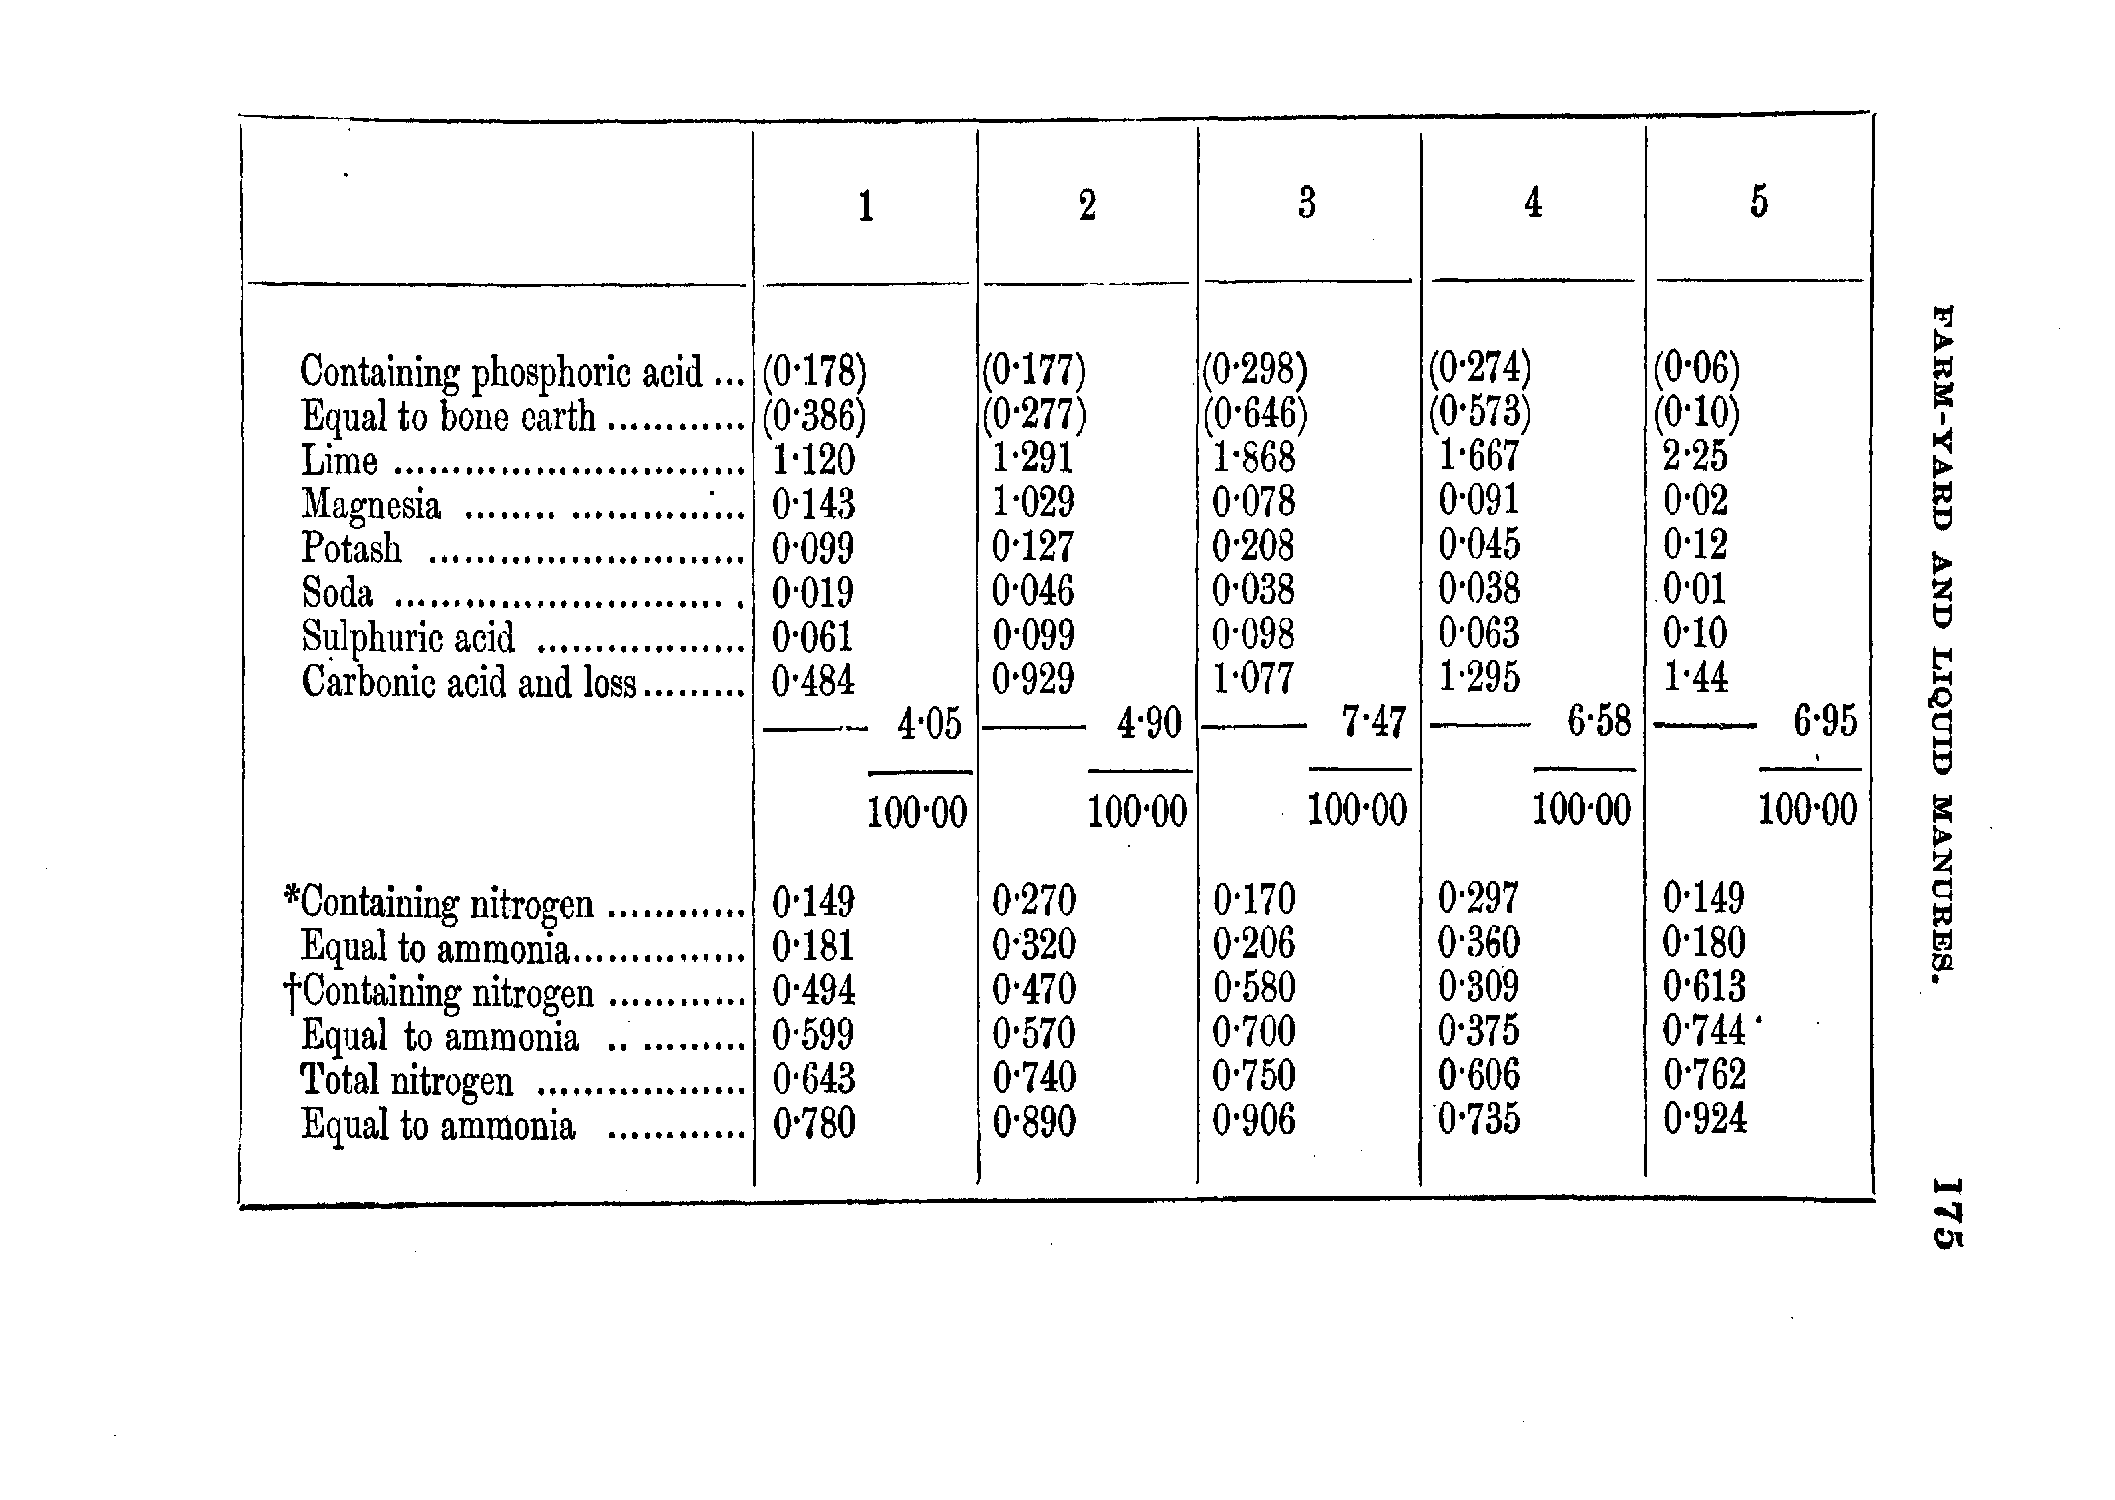 FARM-YARD AND LIQUID MANURES. 175
1 2 3 4 5
Containing phosphoric acid ... (0·178) (0·177) (0·298) (0·274) (0·06)
Equal to bone earth ............ (0·386) (0·277) (0·646) (0·573) (0·10)
Lime .............................. 1·120 1·291 1·868 1·667 2·25
Magnesia ........ ............... 0·143 1·029 0·078 0·091 0·02
Potash ........................... 0·099 0·127 0·208 0·045 0·12
Soda ............................ . 0·019 0·046 0·038 0·038 0·01
Sulphuric acid .................. 0·061 0·099 0·098 0·063 0·10
Carbonic acid and loss......... 0·484 0·929 1·077 1·295 1·44
4·05 4·90 7·47 6·58 6·95
100·00 100·00 100·00 100·00 100·00
*Containing nitrogen ............ 0·149 0·270 0·170 0·297 0·149
Equal to ammonia............... 0·181 0·320 0·206 0·360 0·180
†Containing nitrogen ............ 0·494 0·470 0·580 0·309 0·613
Equal to ammonia .. ......... 0·599 0·570 0·700 0·375 0·744
Total nitrogen .................. 0·643 0·740 0·750 0·606 0·762
Equal to ammonia ............ 0·780 0·890 0·906 0·735 0·924